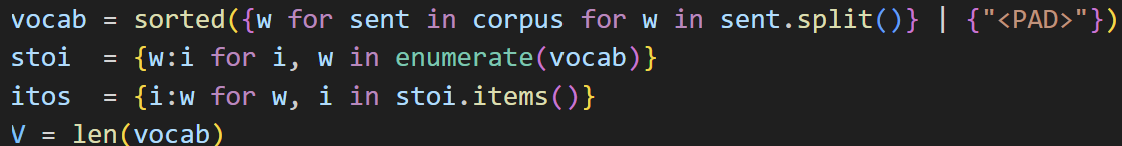 vocab = sorted({w for sent in corpus for w in sent.split()} | {"<PAD>"})
stoi  = {w:i for i, w in enumerate(vocab)}
itos  = {i:w for w, i in stoi.items()}
V = len(vocab)